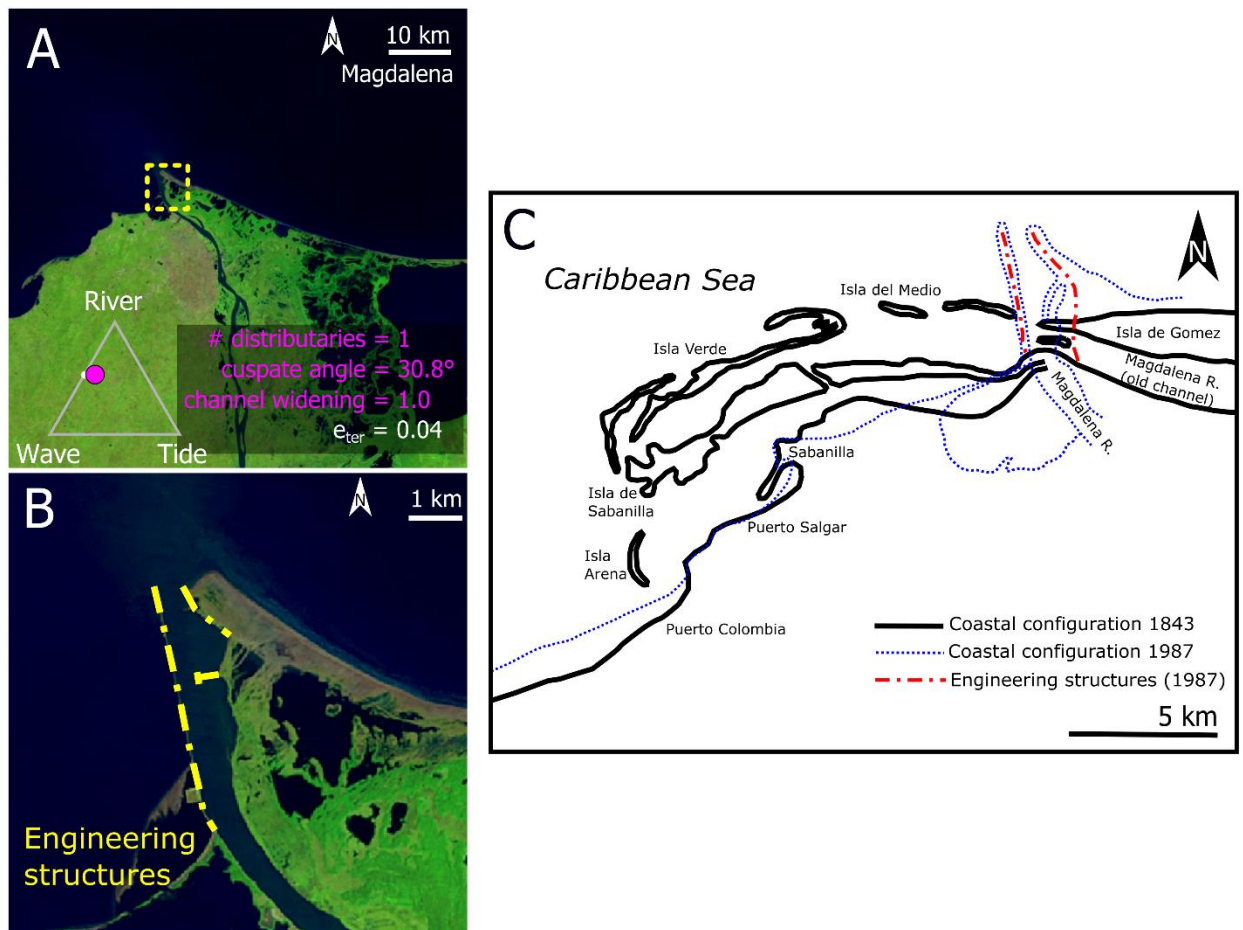 A
N
10 km
Magdalena
River
# distributaries = 1
cuspate angle = 30.8°
channel widening = 1.0
eter = 0.04
Wave
Tide
B
N
1 km
Engineering
structures
C
N
Caribbean Sea
Isla del Medio
Isla Verde
Isla de Gomez
Magdalena R.
(old channel)
Magdalena R.
Sabanilla
Isla de
Sabanilla
Puerto Salgar
Isla
Arena
Puerto Colombia
Coastal configuration 1843
Coastal configuration 1987
Engineering structures (1987)
5 km